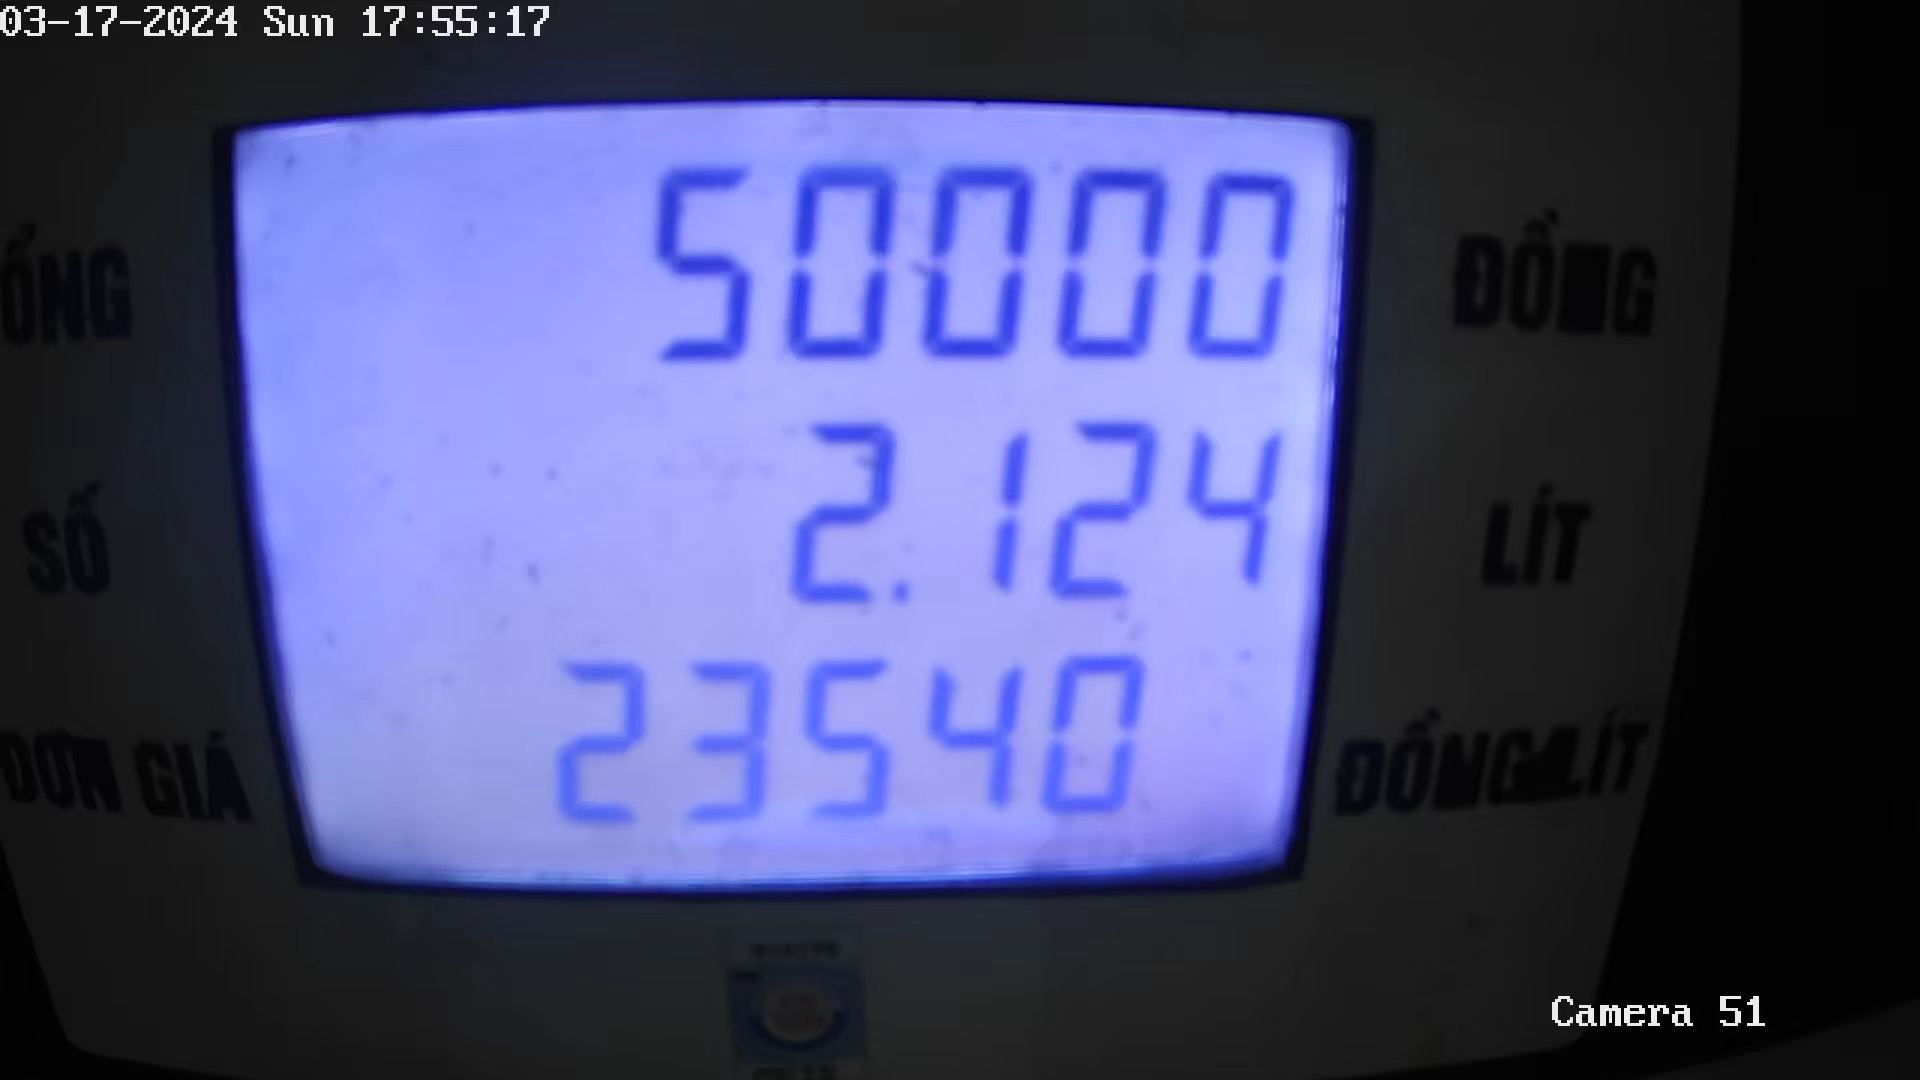 03-17-2024 Sun 17:55:17
50000
ĐỒNG
2.124
SỐ
LÍT
23540
ĐƠN GIÁ
ĐỒNG/LÍT
Camera 51